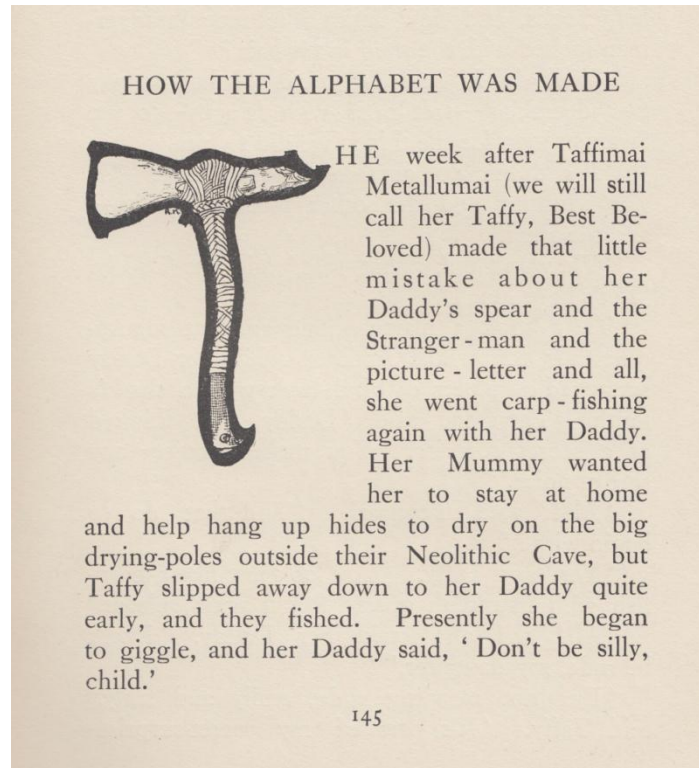 HOW THE ALPHABET WAS MADE
THE week after Taffimai
Metallumai (we will still
call her Taffy, Best Be-
loved) made that little
mistake about her
Daddy's spear and the
Stranger-man and the
picture-letter and all,
she went carp-fishing
again with her Daddy.
Her Mummy wanted
her to stay at home
and help hang up hides to dry on the big
drying-poles outside their Neolithic Cave, but
Taffy slipped away down to her Daddy quite
early, and they fished. Presently she began
to giggle, and her Daddy said, ‘Don't be silly,
child.’
145